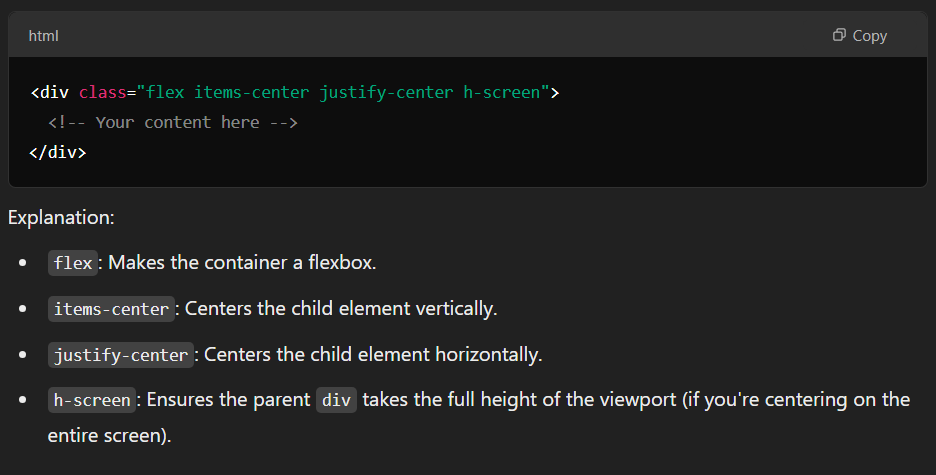 html
Copy
<div class="flex items-center justify-center h-screen">
  <!-- Your content here -->
</div>
Explanation:
flex: Makes the container a flexbox.
items-center: Centers the child element vertically.
justify-center: Centers the child element horizontally.
h-screen: Ensures the parent div takes the full height of the viewport (if you're centering on the
entire screen).